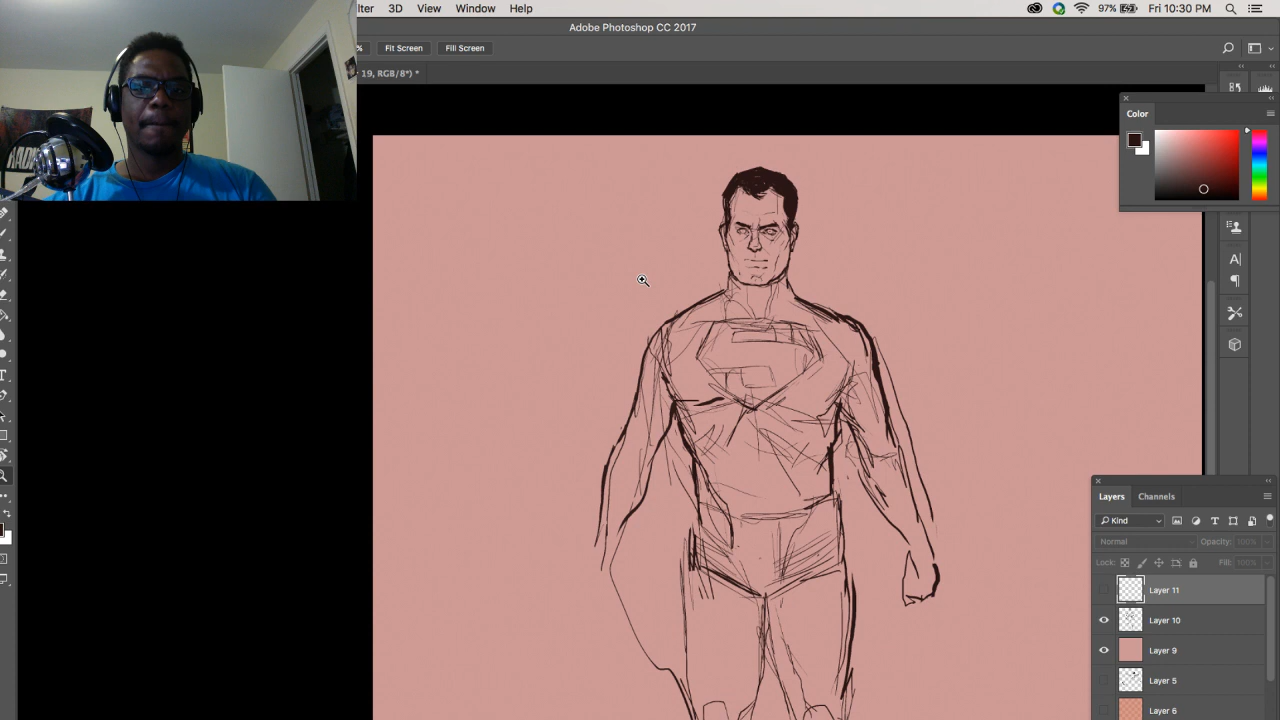 lter 3D View Window Help 97% Fri 10:30 PM
Adobe Photoshop CC 2017
% Fit Screen Fill Screen
19, RGB/8*) *
Color
Layers Channels
Kind
Normal Opacity: 100%
Lock: Fill: 100%
Layer 11
Layer 10
Layer 9
Layer 5
Layer 6